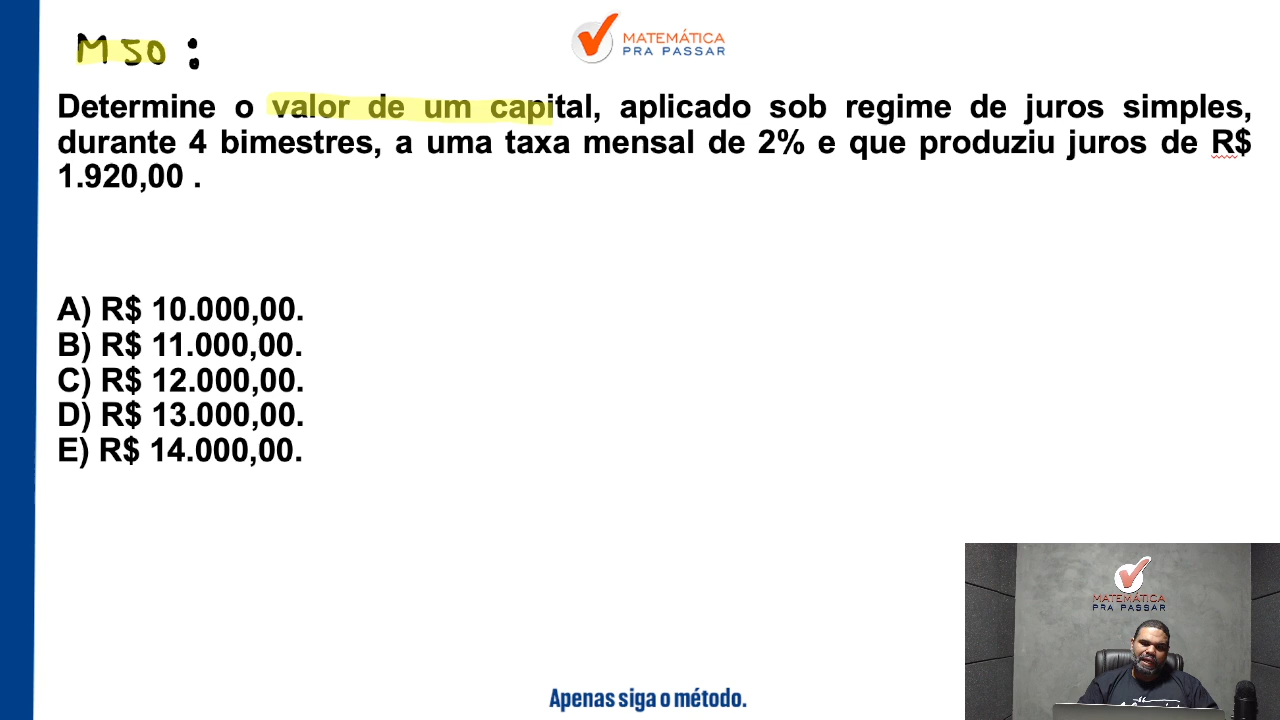 M50 :
MATEMÁTICA
PRA PASSAR
Determine o valor de um capital, aplicado sob regime de juros simples,
durante 4 bimestres, a uma taxa mensal de 2% e que produziu juros de R$
1.920,00 .
A) R$ 10.000,00.
B) R$ 11.000,00.
C) R$ 12.000,00.
D) R$ 13.000,00.
E) R$ 14.000,00.
MATEMÁTICA
PRA PASSAR
Apenas siga o método.